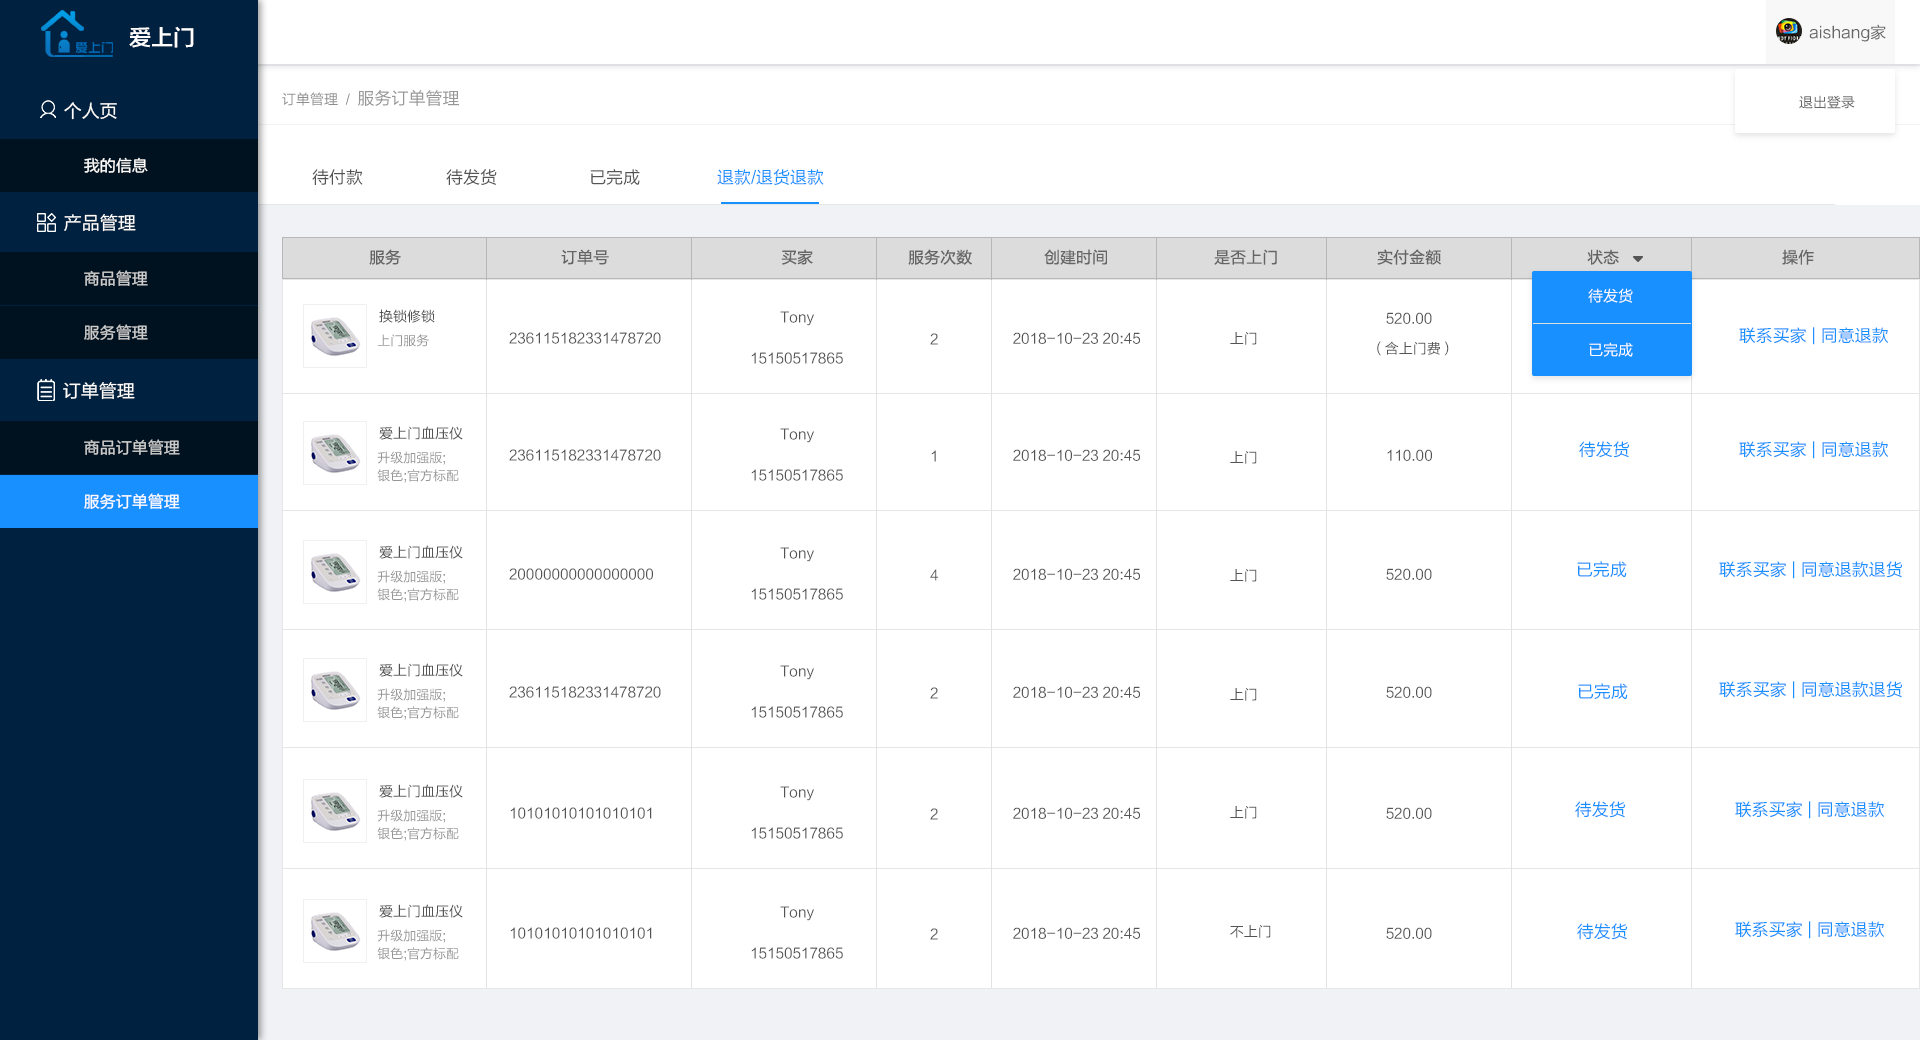 爱上门
爱上门
aishang家
退出登录
个人页
我的信息
产品管理
商品管理
服务管理
订单管理
商品订单管理
服务订单管理
订单管理 / 服务订单管理
待付款 待发货 已完成 退款/退货退款
服务 订单号 买家 服务次数 创建时间 是否上门 实付金额 状态 操作
待发货
已完成
换锁修锁
上门服务
236115182331478720
Tony
15150517865
2
2018-10-23 20:45
上门
520.00
（含上门费）
联系买家 | 同意退款
爱上门血压仪
升级加强版;
银色;官方标配
236115182331478720
Tony
15150517865
1
2018-10-23 20:45
上门
110.00
待发货
联系买家 | 同意退款
爱上门血压仪
升级加强版;
银色;官方标配
20000000000000000
Tony
15150517865
4
2018-10-23 20:45
上门
520.00
已完成
联系买家 | 同意退款退货
爱上门血压仪
升级加强版;
银色;官方标配
236115182331478720
Tony
15150517865
2
2018-10-23 20:45
上门
520.00
已完成
联系买家 | 同意退款退货
爱上门血压仪
升级加强版;
银色;官方标配
10101010101010101
Tony
15150517865
2
2018-10-23 20:45
上门
520.00
待发货
联系买家 | 同意退款
爱上门血压仪
升级加强版;
银色;官方标配
10101010101010101
Tony
15150517865
2
2018-10-23 20:45
不上门
520.00
待发货
联系买家 | 同意退款